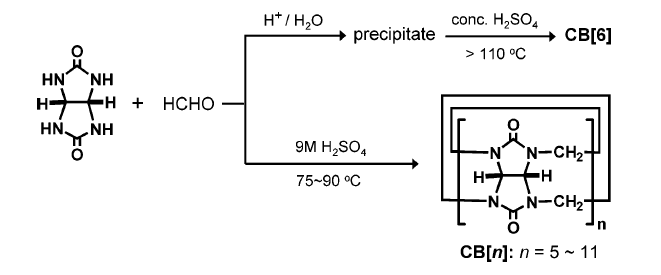 H⁺ / H₂O
precipitate
conc. H₂SO₄
> 110 ºC
CB[6]
O
HN NH
H H
HN NH
O
+ HCHO
9M H₂SO₄
75~90 ºC
O
N N CH₂
H H
N N CH₂
O
n
CB[n]: n = 5 ~ 11